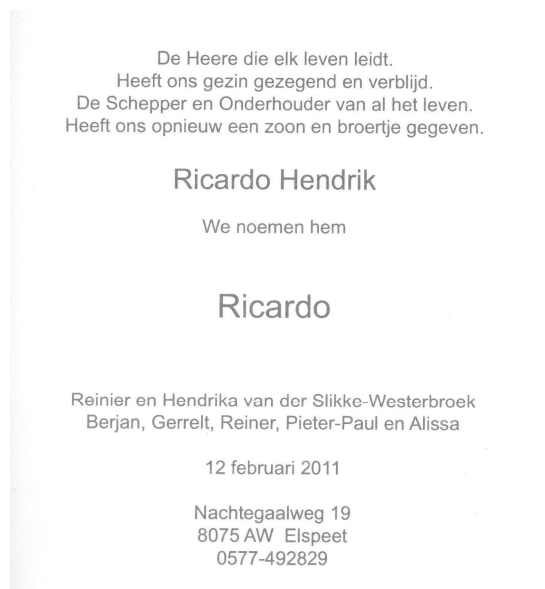 De Heere die elk leven leidt.
Heeft ons gezin gezegend en verblijd.
De Schepper en Onderhouder van al het leven.
Heeft ons opnieuw een zoon en broertje gegeven.
Ricardo Hendrik
We noemen hem
Ricardo
Reinier en Hendrika van der Slikke-Westerbroek
Berjan, Gerrelt, Reiner, Pieter-Paul en Alissa
12 februari 2011
Nachtegaalweg 19
8075 AW  Elspeet
0577-492829